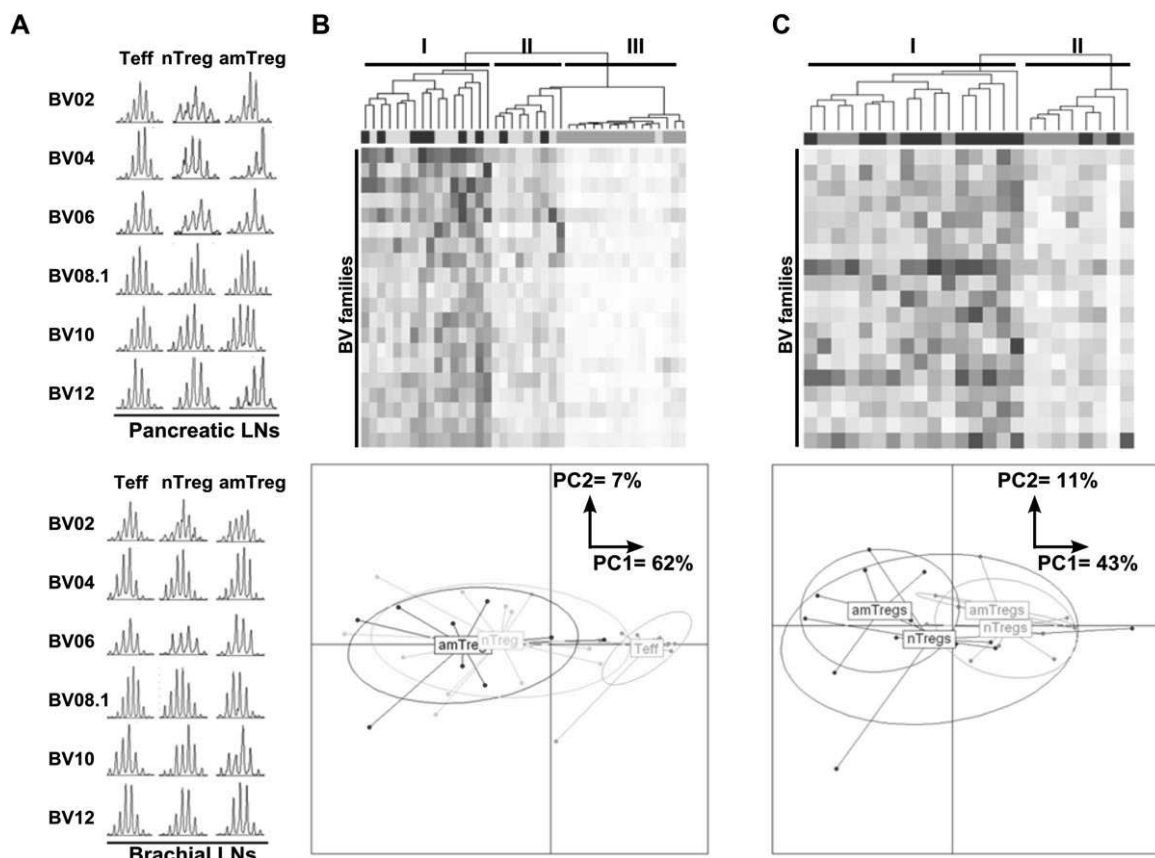 A
Teff nTreg amTreg
BV02
BV04
BV06
BV08.1
BV10
BV12
Pancreatic LNs
Teff nTreg amTreg
BV02
BV04
BV06
BV08.1
BV10
BV12
Brachial LNs
B
I II III
BV families
PC2= 7%
PC1= 62%
amTreg
nTreg
Teff
C
I II
BV families
PC2= 11%
PC1= 43%
amTregs
amTregs
nTregs
nTregs